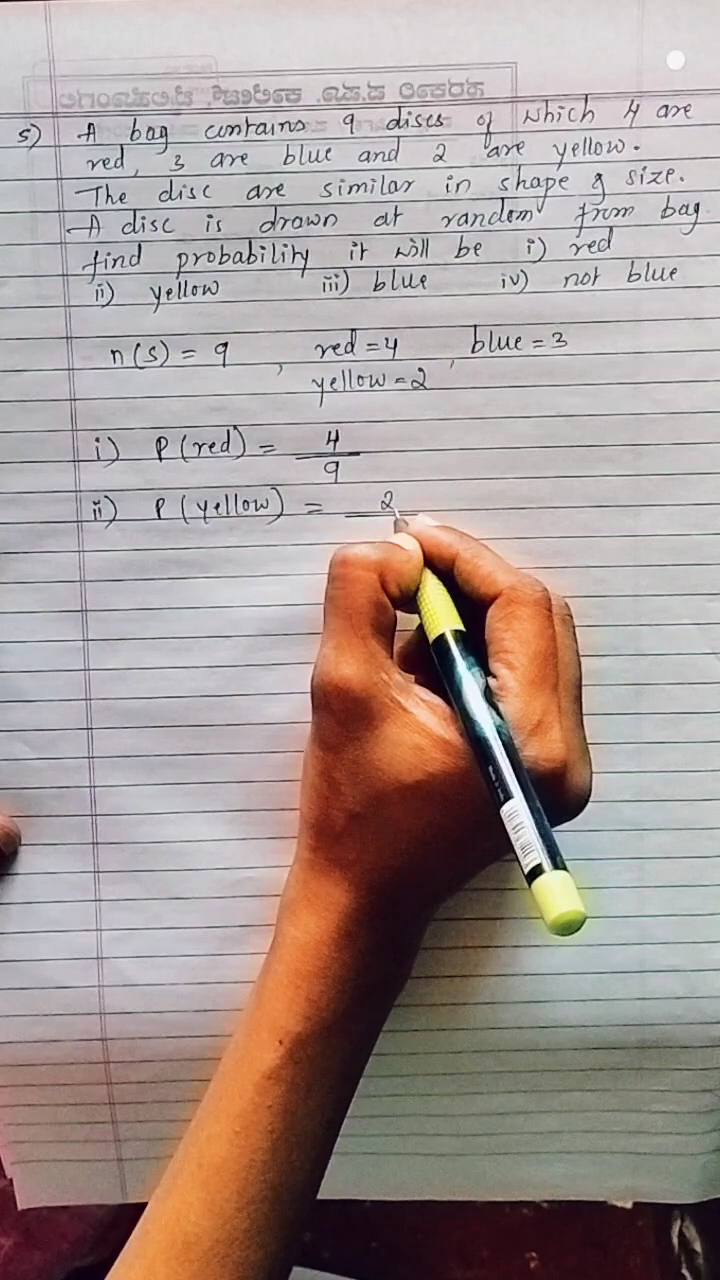 5) A bag contains 9 discs of which 4 are
red, 3 are blue and 2 are yellow.
The disc are similar in shape & size.
A disc is drawn at random from bag.
find probability it will be i) red
ii) yellow iii) blue iv) not blue
n(s) = 9 , red = 4 , blue = 3
yellow = 2
i) P(red) = 4
9
ii) P(yellow) = 2